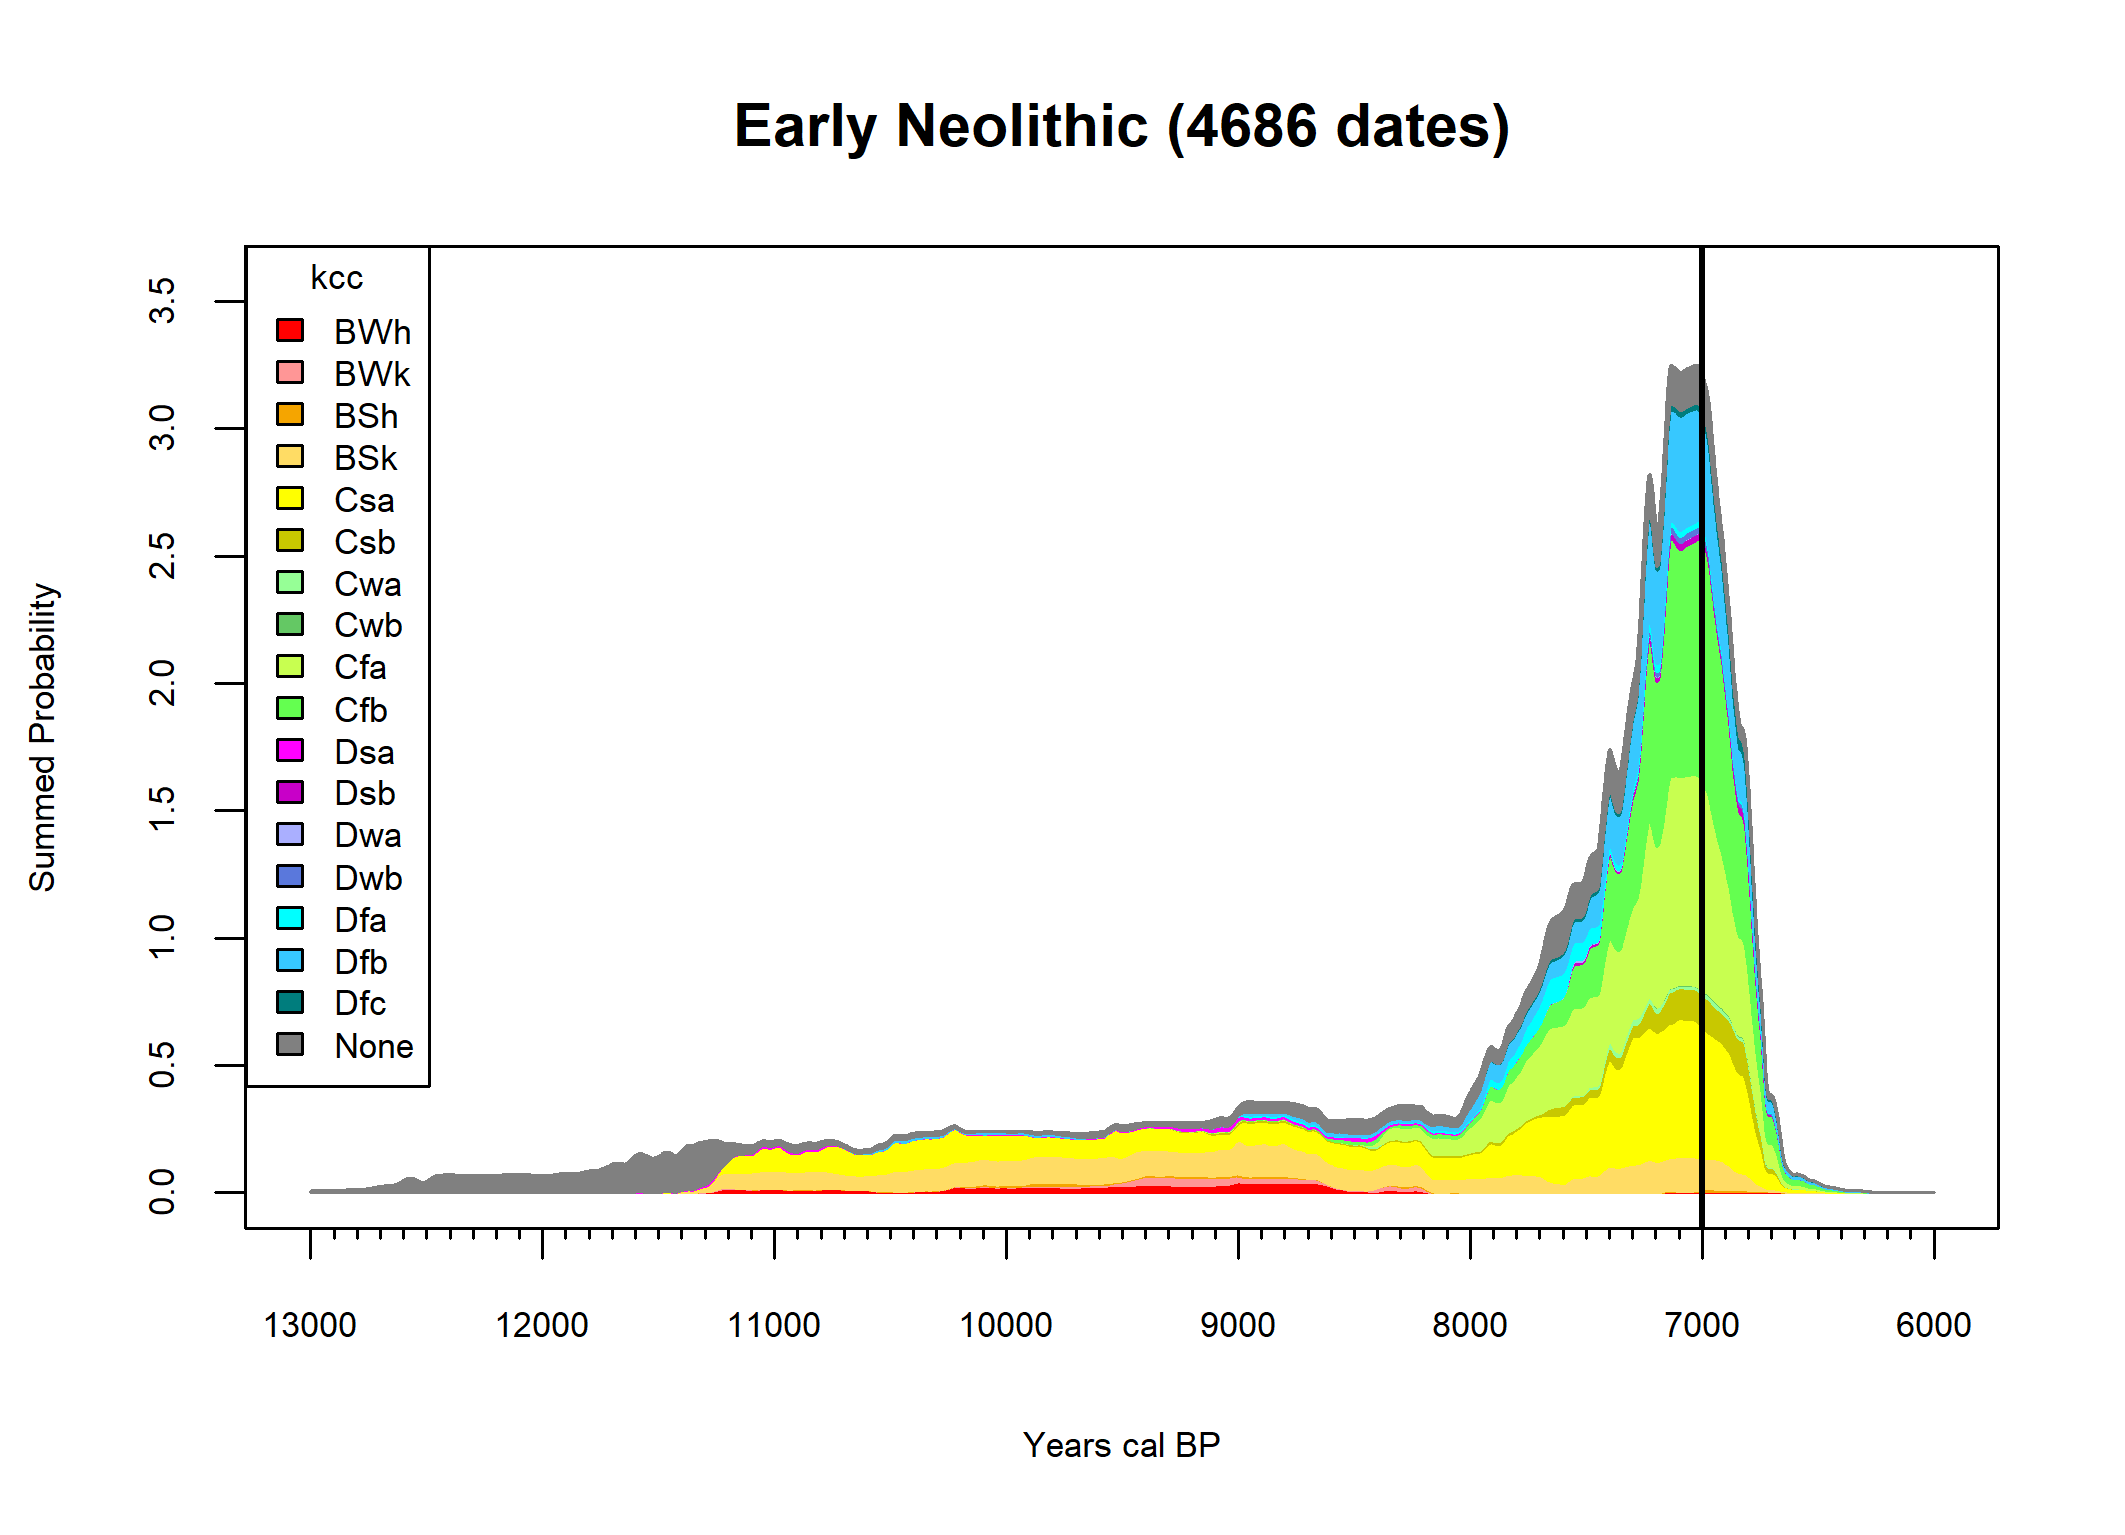 Early Neolithic (4686 dates)
Summed Probability
3.5
3.0
2.5
2.0
1.5
1.0
0.5
0.0
kcc
BWh
BWk
BSh
BSk
Csa
Csb
Cwa
Cwb
Cfa
Cfb
Dsa
Dsb
Dwa
Dwb
Dfa
Dfb
Dfc
None
13000 12000 11000 10000 9000 8000 7000 6000
Years cal BP